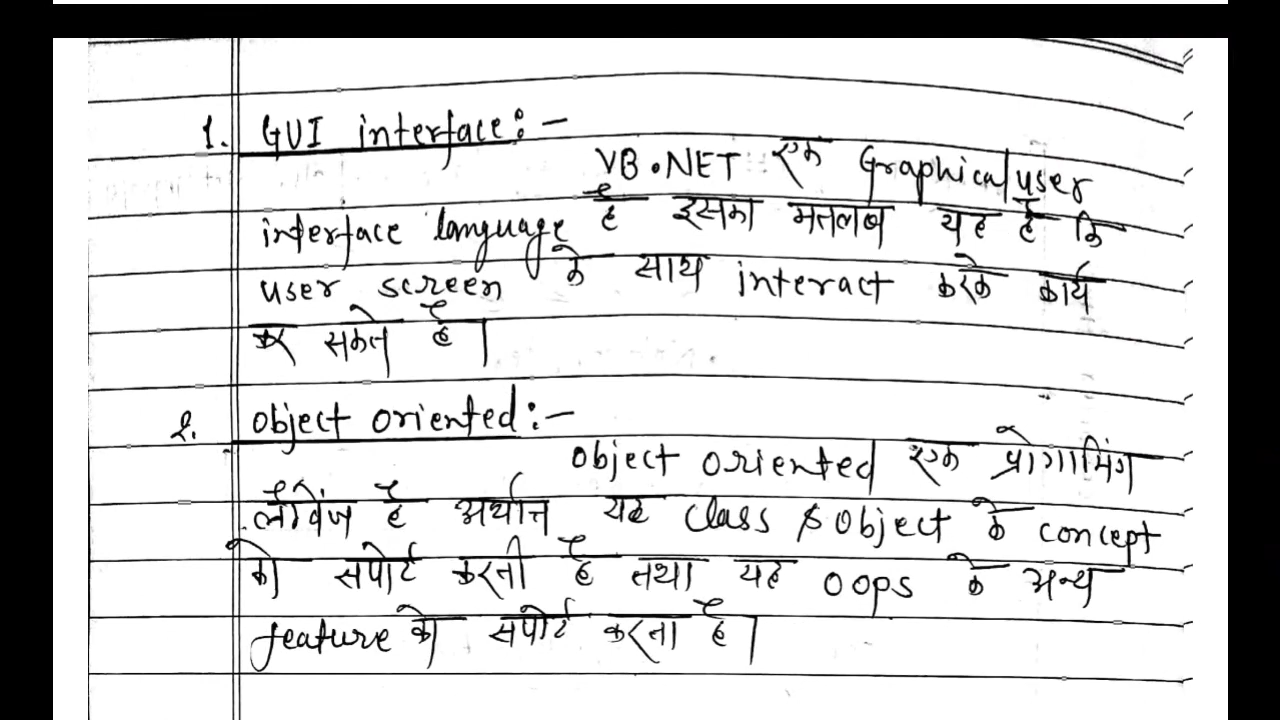 1. GUI interface:-
VB.NET एक Graphical user
interface language है इसका मतलब यह है कि
user screen के साथ interact करके कार्य
कर सकते है।
2. object oriented:-
object oriented एक प्रोगामिंग
लैग्वेंज है अर्थात यह class & object के concept
को सपोर्ट करती है तथा यह oops के अन्य
feature को सपोर्ट करता है।